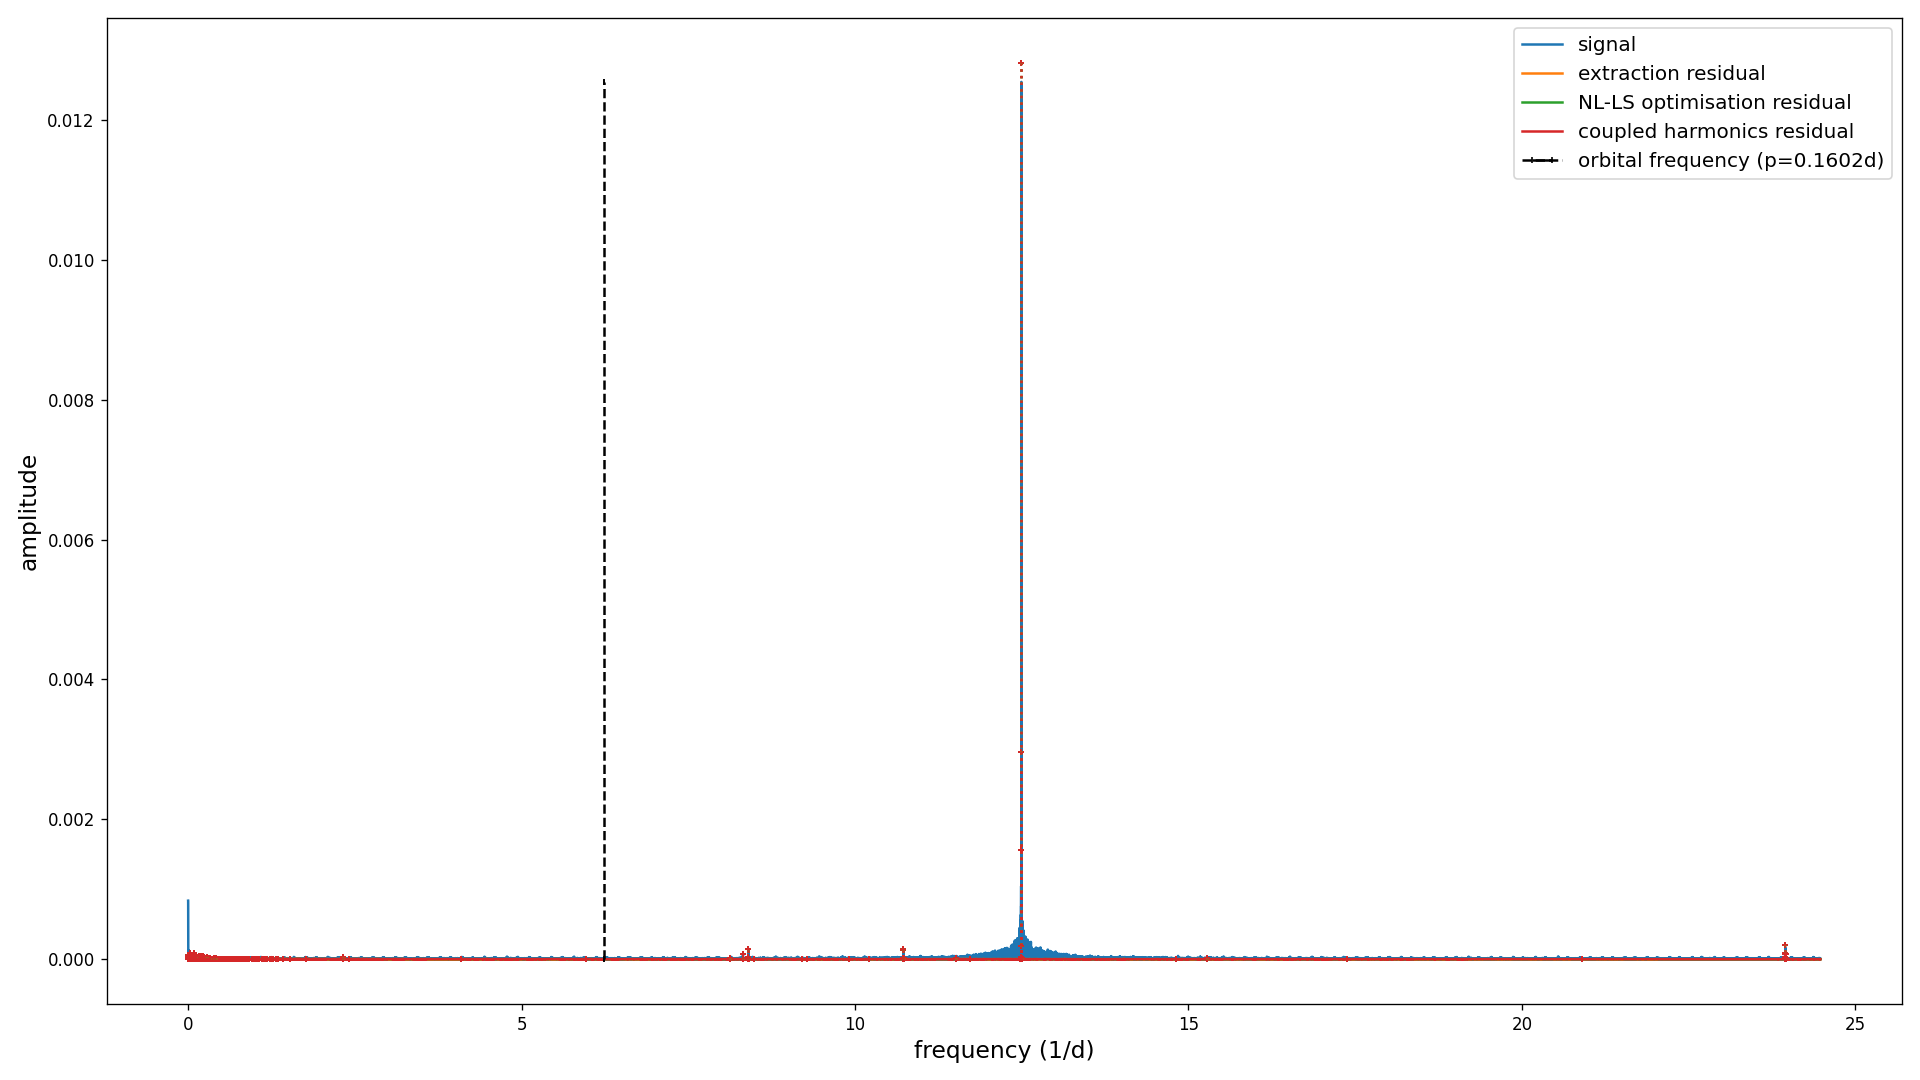 signal
extraction residual
NL-LS optimisation residual
coupled harmonics residual
orbital frequency (p=0.1602d)
0.012
0.010
0.008
0.006
0.004
0.002
0.000
amplitude
0 5 10 15 20 25
frequency (1/d)